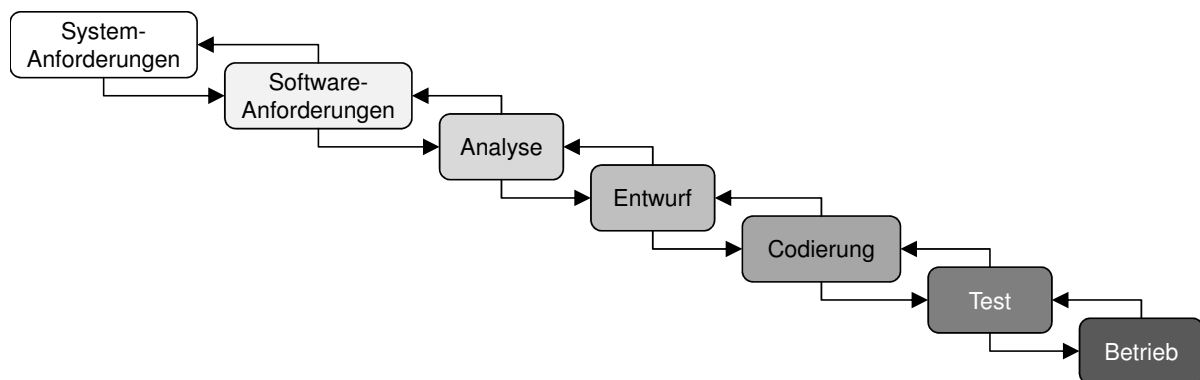 System-
Anforderungen
Software-
Anforderungen
Analyse
Entwurf
Codierung
Test
Betrieb